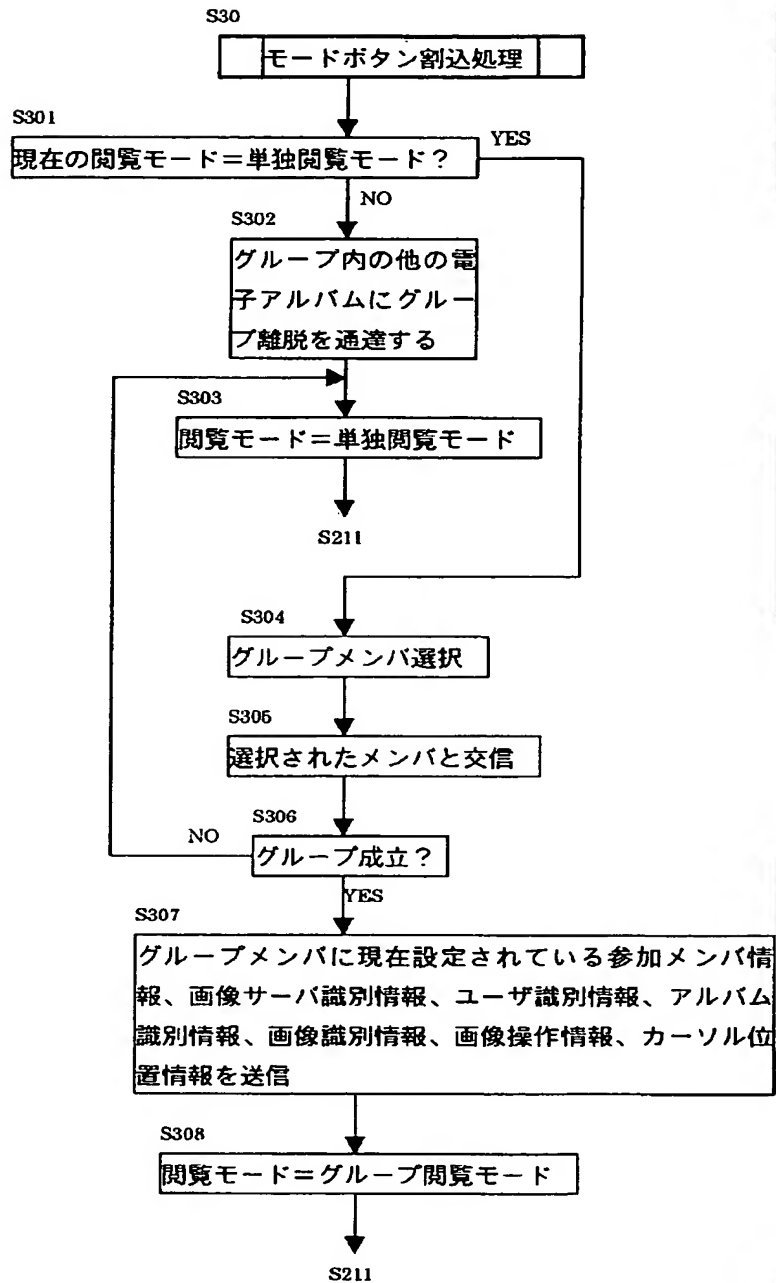 S30
モードボタン割込処理
S301
現在の閲覧モード＝単独閲覧モード？
YES
NO
S302
グループ内の他の電
子アルバムにグルー
プ離脱を通達する
S303
閲覧モード＝単独閲覧モード
S211
S304
グループメンバ選択
S305
選択されたメンバと交信
S306
グループ成立？
NO
YES
S307
グループメンバに現在設定されている参加メンバ情
報、画像サーバ識別情報、ユーザ識別情報、アルバム
識別情報、画像識別情報、画像操作情報、カーソル位
置情報を送信
S308
閲覧モード＝グループ閲覧モード
S211